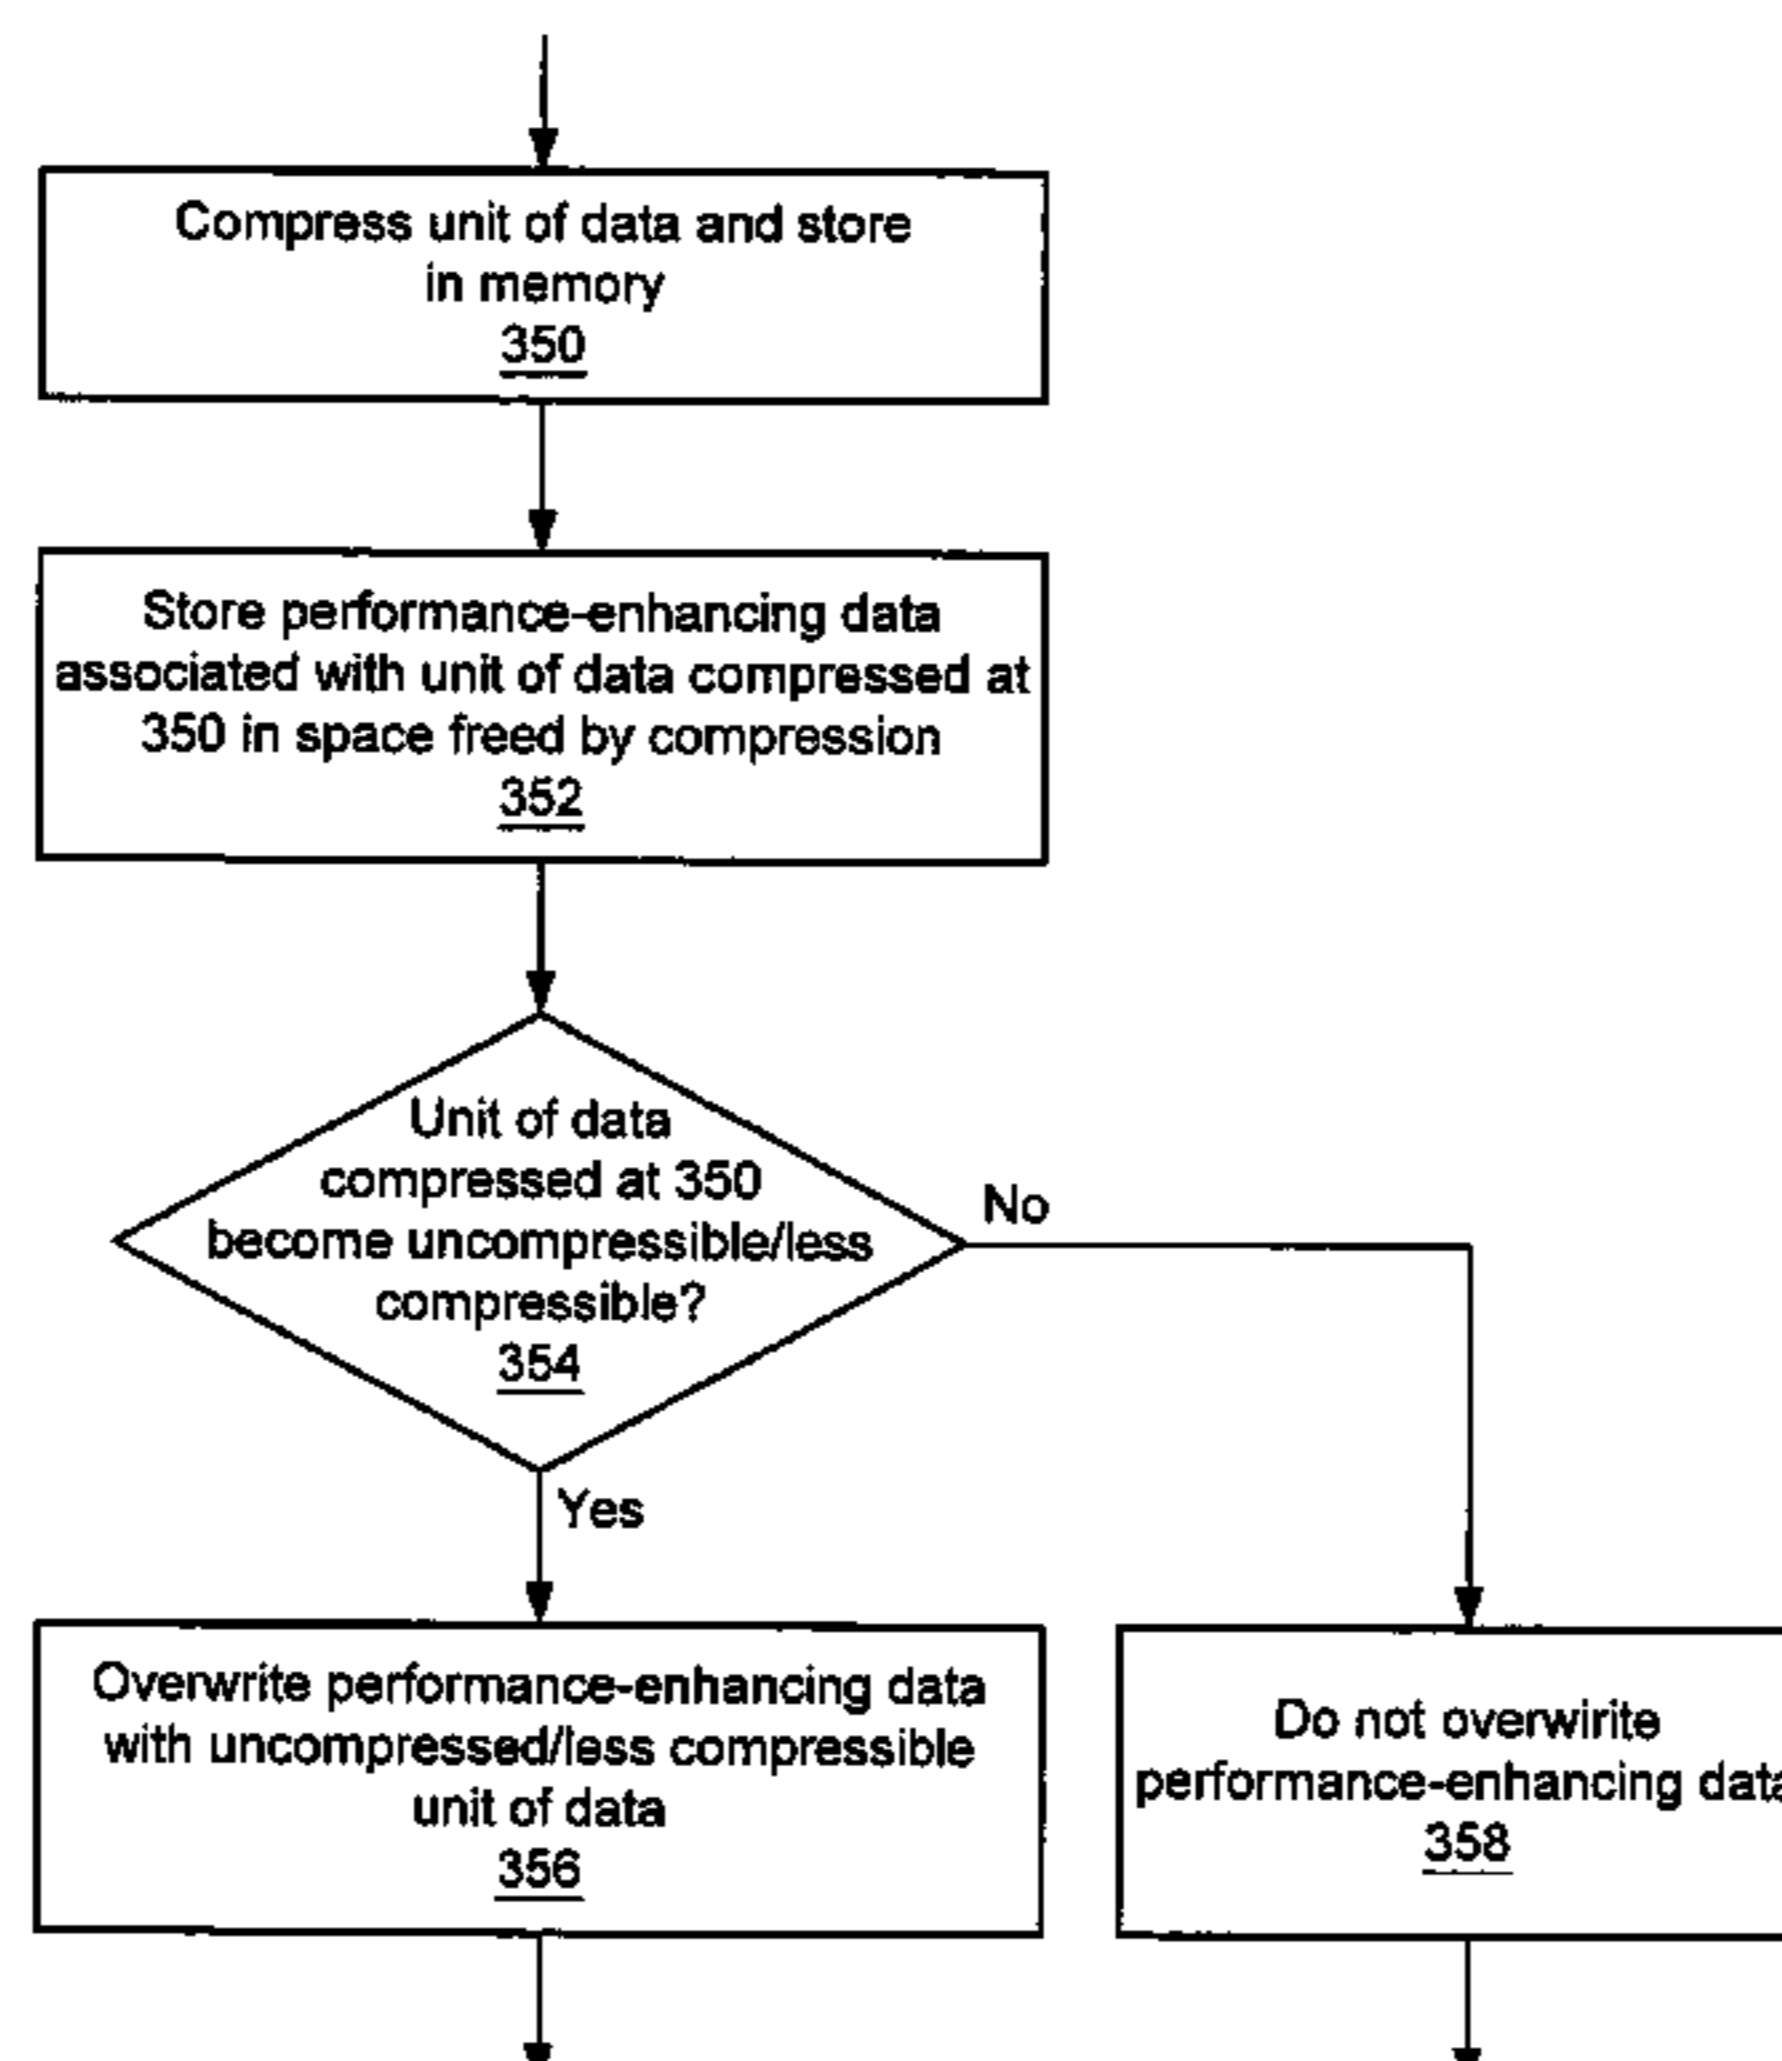 Compress unit of data and store
in memory
350
Store performance-enhancing data
associated with unit of data compressed at
350 in space freed by compression
352
Unit of data
compressed at 350
become uncompressible/less
compressible?
354
No
Yes
Overwrite performance-enhancing data
with uncompressed/less compressible
unit of data
356
Do not overwirite
performance-enhancing data
358